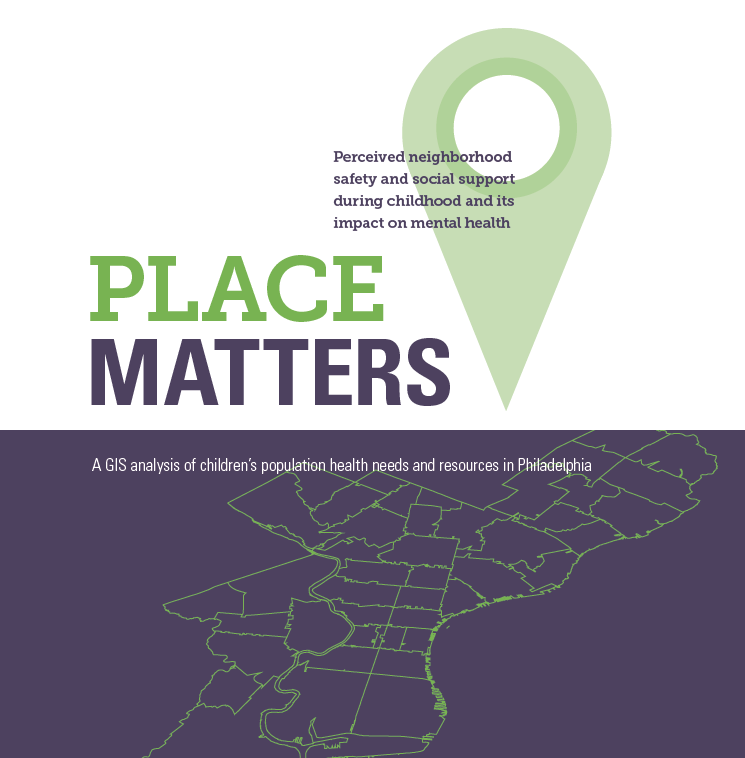 Perceived neighborhood
safety and social support
during childhood and its
impact on mental health
PLACE
MATTERS
A GIS analysis of children’s population health needs and resources in Philadelphia